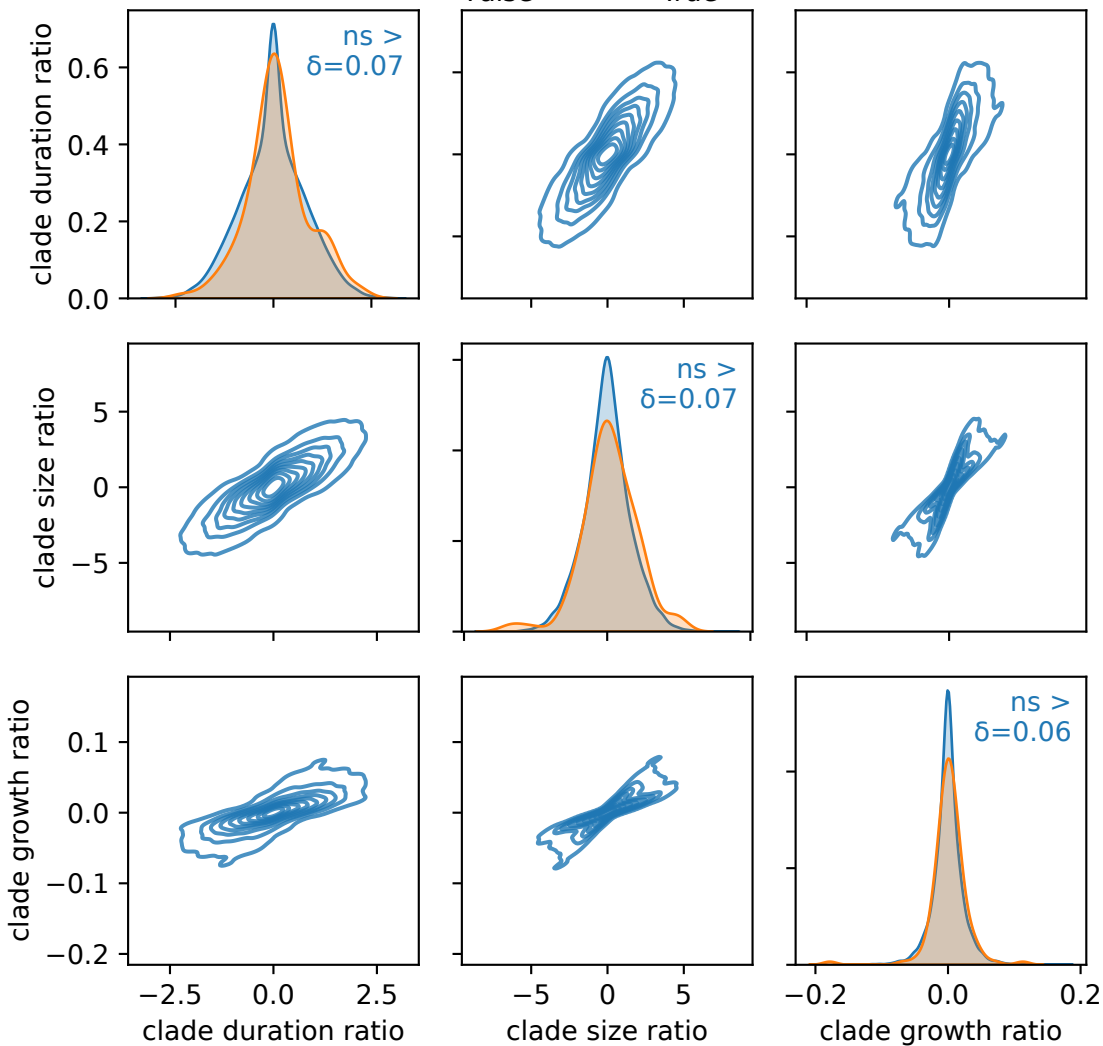 clade duration ratio
0.6
0.4
0.2
0.0
ns >
δ=0.07
clade size ratio
5
0
−5
ns >
δ=0.07
clade growth ratio
0.1
0.0
−0.1
−0.2
ns >
δ=0.06
−2.5
0.0
2.5
−5
0
5
−0.2
0.0
0.2
clade duration ratio
clade size ratio
clade growth ratio